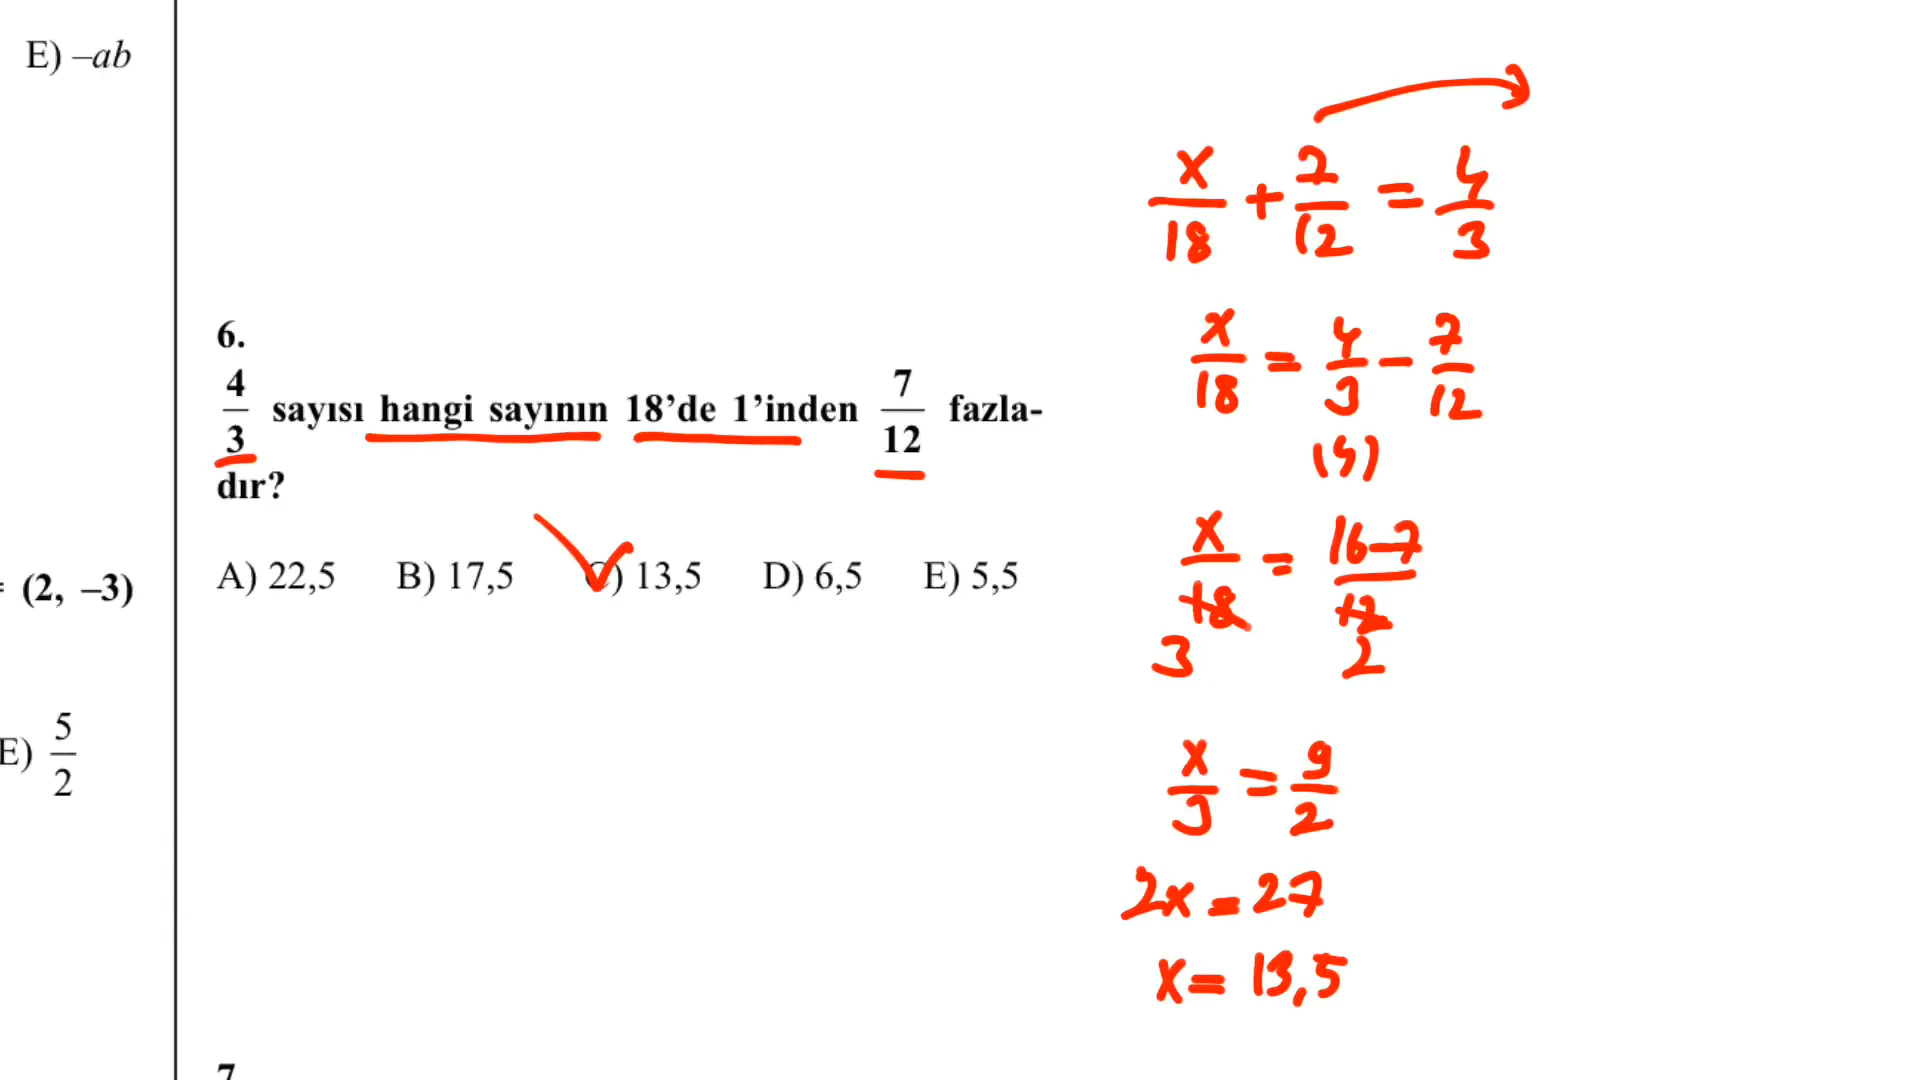 E) –ab
= (2, –3)
E) 5/2
6.
4/3 sayısı hangi sayının 18’de 1’inden 7/12 fazla-
dır?
A) 22,5 B) 17,5 C) 13,5 D) 6,5 E) 5,5
7
x/18 + 7/12 = 4/3
x/18 = 4/3 – 7/12
(4)
x/18 = 16–7/12
3 2
x/3 = 9/2
2x = 27
x = 13,5